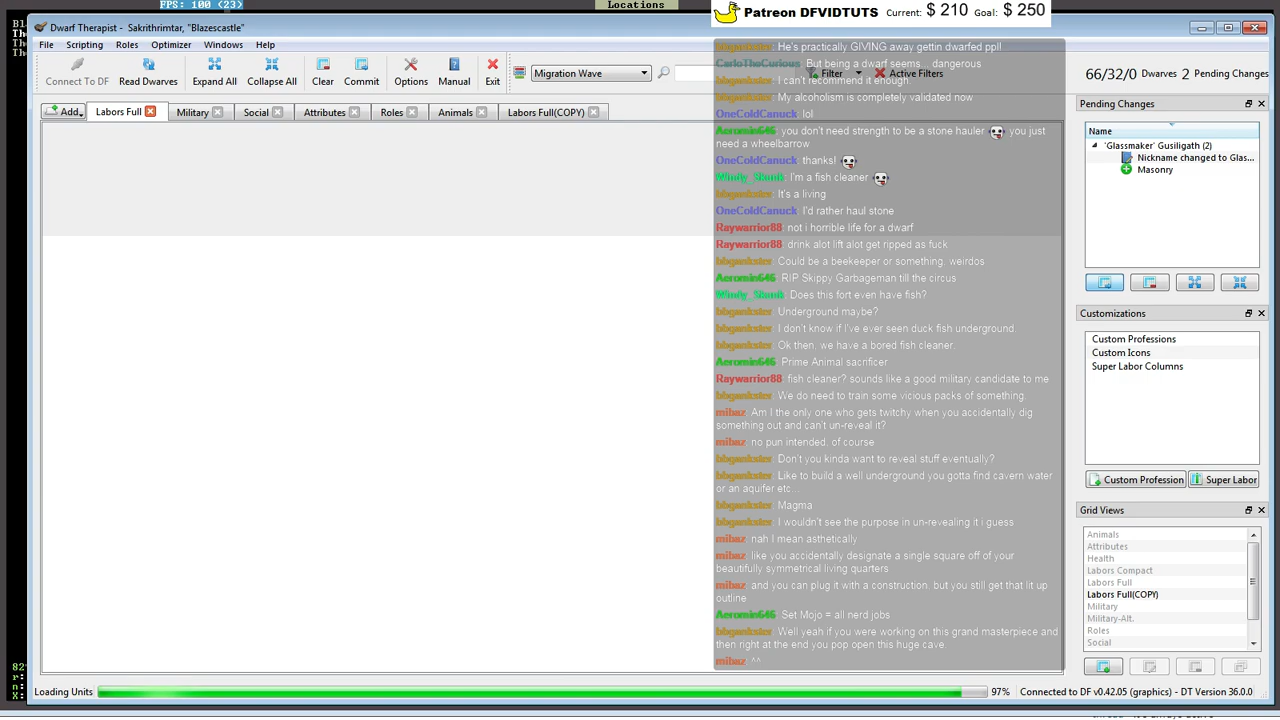 FPS: 100 (23)
Locations
Patreon DFVIDTUTS Current: $ 210 Goal: $ 250
Dwarf Therapist - Sakrithrimtar, "Blazescastle"
File Scripting Roles Optimizer Windows Help
Connect to DF Read Dwarves Expand All Collapse All Clear Commit Options Manual Exit
Migration Wave
Filter Active Filters
66/32/0 Dwarves 2 Pending Changes
Add... Labors Full Military Social Attributes Roles Animals Labors Full(COPY)
bbgankster: He's practically GIVING away gettin dwarfed ppl!
CarloTheCurious: But being a dwarf seems... dangerous
bbgankster: I can't recommend it enough
bbgankster: My alcoholism is completely validated now
OneColdCanuck: lol
Aeromin646: you don't need strength to be a stone hauler you just
need a wheelbarrow
OneColdCanuck: thanks!
Windy_Skunk: I'm a fish cleaner
bbgankster: It's a living
OneColdCanuck: I'd rather haul stone
Raywarrior88: not i horrible life for a dwarf
Raywarrior88: drink alot lift alot get ripped as fuck
bbgankster: Could be a beekeeper or something, weirdos
Aeromin646: RIP Skippy Garbageman till the circus
Windy_Skunk: Does this fort even have fish?
bbgankster: Underground maybe?
bbgankster: I don't know if I've ever seen duck fish underground.
bbgankster: Ok then, we have a bored fish cleaner.
Aeromin646: Prime Animal sacrificer
Raywarrior88: fish cleaner? sounds like a good military candidate to me
bbgankster: We do need to train some vicious packs of something.
mibaz: Am I the only one who gets twitchy when you accidentally dig
something out and can't un-reveal it?
mibaz: no pun intended, of course
bbgankster: Don't you kinda want to reveal stuff eventually?
bbgankster: Like to build a well underground you gotta find cavern water
or an aquifer etc...
bbgankster: Magma
bbgankster: I wouldn't see the purpose in un-revealing it i guess
mibaz: nah I mean asthetically
mibaz: like you accidentally designate a single square off of your
beautifully symmetrical living quarters
mibaz: and you can plug it with a construction, but you still get that lit up
outline
Aeromin646: Set Mojo = all nerd jobs
bbgankster: Well yeah if you were working on this grand masterpiece and
then right at the end you pop open this huge cave.
mibaz: ^^
Pending Changes
Name
'Glassmaker' Gusiligath (2)
Nickname changed to Glas...
Masonry
Customizations
Custom Professions
Custom Icons
Super Labor Columns
Custom Profession Super Labor
Grid Views
Animals
Attributes
Health
Labors Compact
Labors Full
Labors Full(COPY)
Military
Military-Alt.
Roles
Social
Loading Units 97% Connected to DF v0.42.05 (graphics) - DT Version 36.0.0